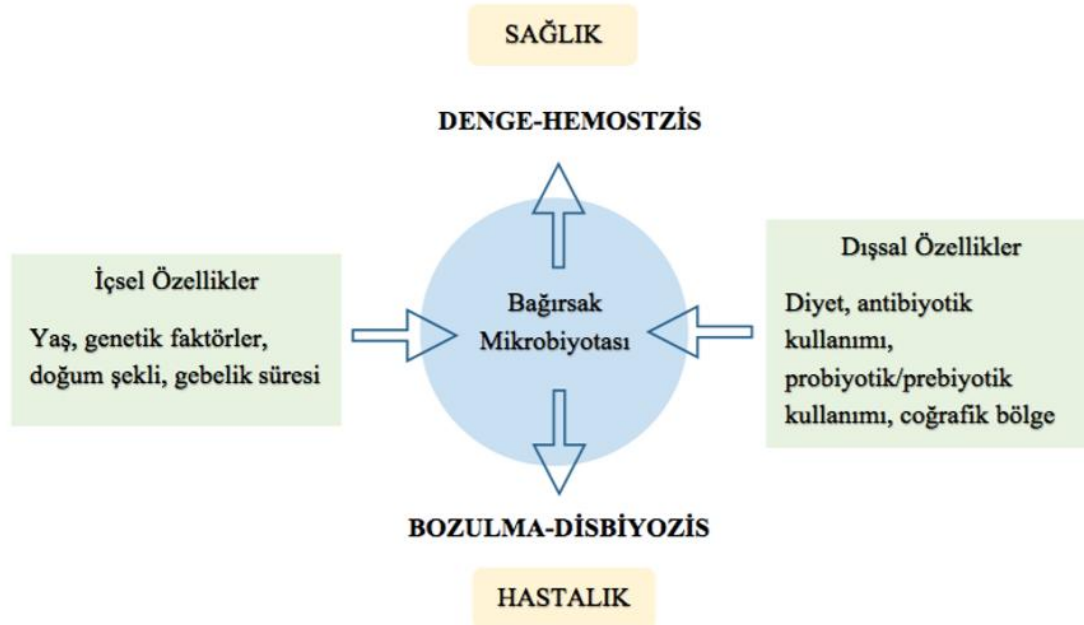 SAĞLIK
DENGE-HEMOSTZİS
İçsel Özellikler
Yaş, genetik faktörler,
doğum şekli, gebelik süresi
Bağırsak
Mikrobiyotası
Dışsal Özellikler
Diyet, antibiyotik
kullanımı,
probiyotik/prebiyotik
kullanımı, coğrafik bölge
BOZULMA-DİSBİYOZİS
HASTALIK